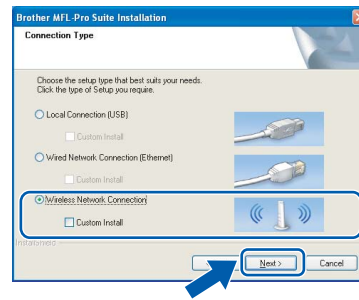 Brother MFL-Pro Suite Installation
Connection Type
Choose the setup type that best suits your needs.
Click the type of Setup you require.
Local Connection (USB)
Custom Install
Wired Network Connection (Ethernet)
Custom Install
Wireless Network Connection
Custom Install
InstallShield
Next >
Cancel